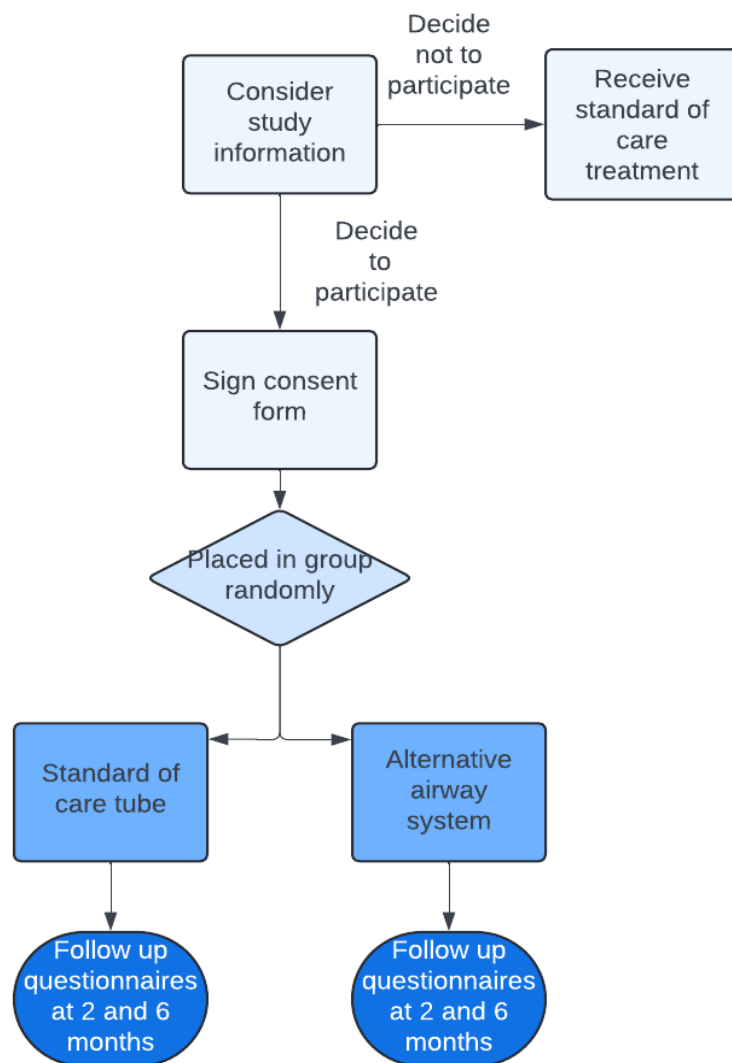 Decide
not to
participate
Consider
study
information
Receive
standard of
care
treatment
Decide
to
participate
Sign consent
form
Placed in group
randomly
Standard of
care tube
Alternative
airway
system
Follow up
questionnaires
at 2 and 6
months
Follow up
questionnaires
at 2 and 6
months